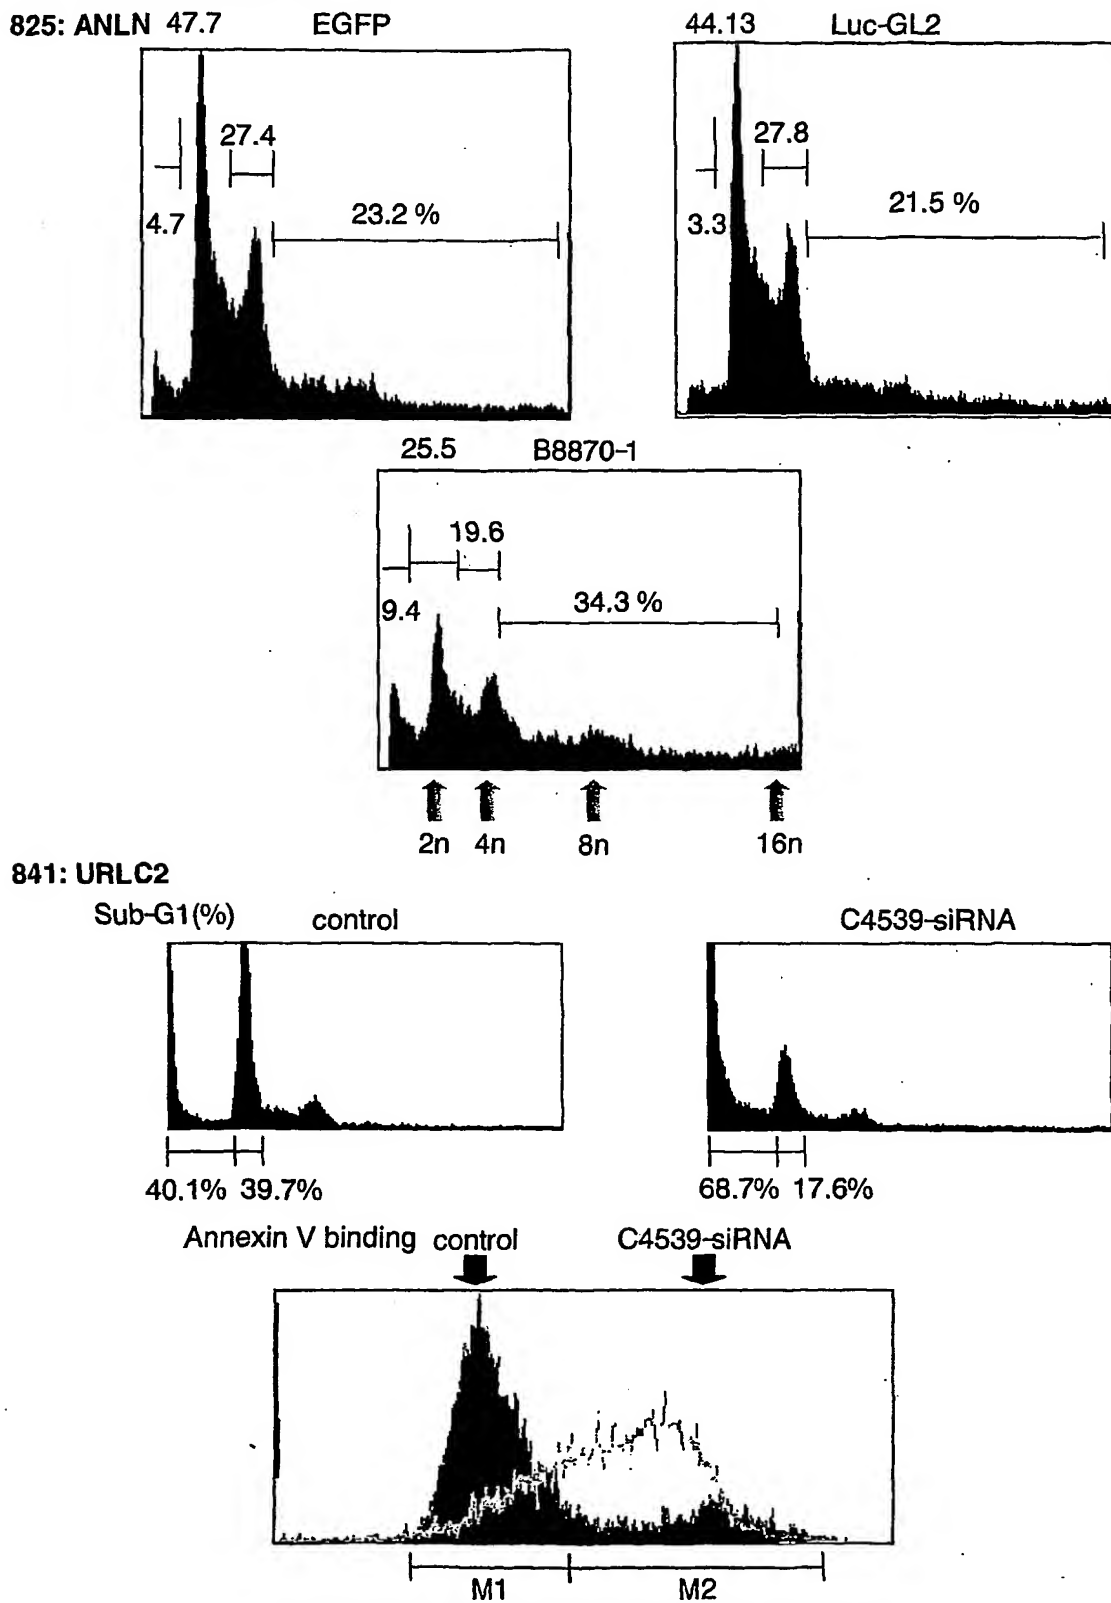 825: ANLN 47.7 EGFP 44.13 Luc-GL2
27.4 27.8
4.7 23.2 % 3.3 21.5 %
25.5 B8870-1
19.6
9.4 34.3 %
2n 4n 8n 16n
841: URLC2
Sub-G1(%) control C4539-siRNA
40.1% 39.7% 68.7% 17.6%
Annexin V binding control C4539-siRNA
M1 M2